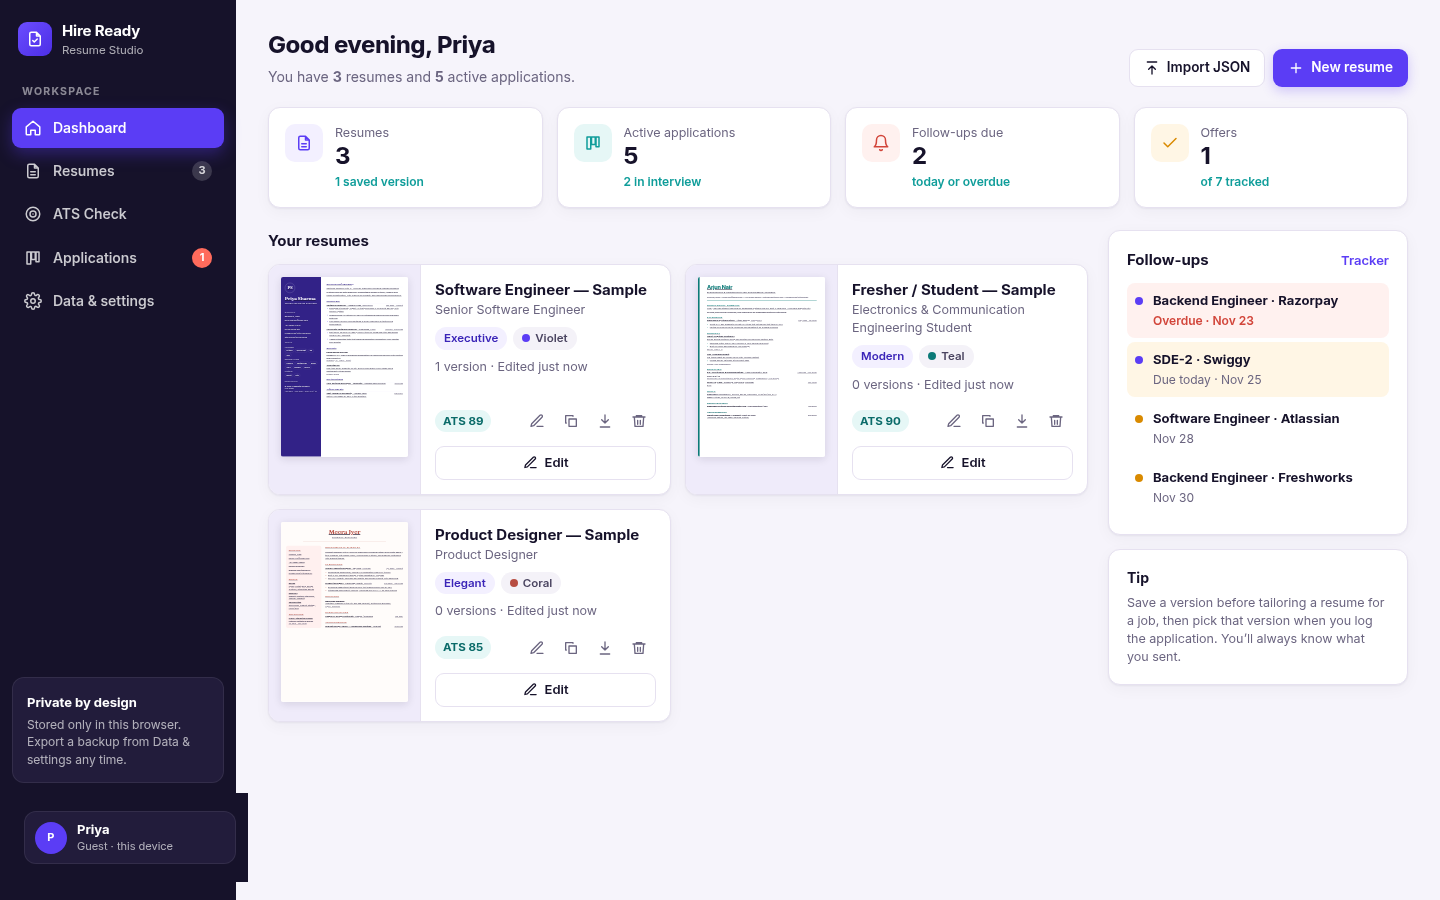 Hire Ready
Resume Studio
WORKSPACE
Dashboard
Resumes 3
ATS Check
Applications 1
Data & settings
Private by design
Stored only in this browser.
Export a backup from Data &
settings any time.
P
Priya
Guest · this device
Good evening, Priya
You have 3 resumes and 5 active applications.
Import JSON
New resume
Resumes
3
1 saved version
Active applications
5
2 in interview
Follow-ups due
2
today or overdue
Offers
1
of 7 tracked
Your resumes
Priya Sharma
Software Engineer — Sample
Senior Software Engineer
Executive Violet
1 version · Edited just now
ATS 89
Edit
Arjun Nair
Fresher / Student — Sample
Electronics & Communication
Engineering Student
Modern Teal
0 versions · Edited just now
ATS 90
Edit
Meera Iyer
Product Designer — Sample
Product Designer
Elegant Coral
0 versions · Edited just now
ATS 85
Edit
Follow-ups
Tracker
Backend Engineer · Razorpay
Overdue · Nov 23
SDE-2 · Swiggy
Due today · Nov 25
Software Engineer · Atlassian
Nov 28
Backend Engineer · Freshworks
Nov 30
Tip
Save a version before tailoring a resume for
a job, then pick that version when you log
the application. You’ll always know what
you sent.